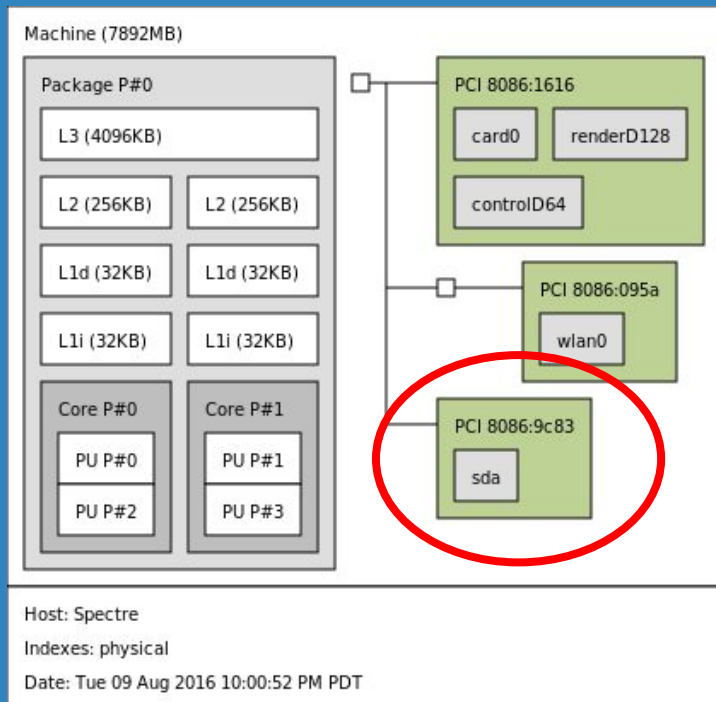 Machine (7892MB)
Package P#0
L3 (4096KB)
L2 (256KB) L2 (256KB)
L1d (32KB) L1d (32KB)
L1i (32KB) L1i (32KB)
Core P#0 Core P#1
PU P#0 PU P#1
PU P#2 PU P#3
PCI 8086:1616
card0 renderD128
controlD64
PCI 8086:095a
wlan0
PCI 8086:9c83
sda
Host: Spectre
Indexes: physical
Date: Tue 09 Aug 2016 10:00:52 PM PDT